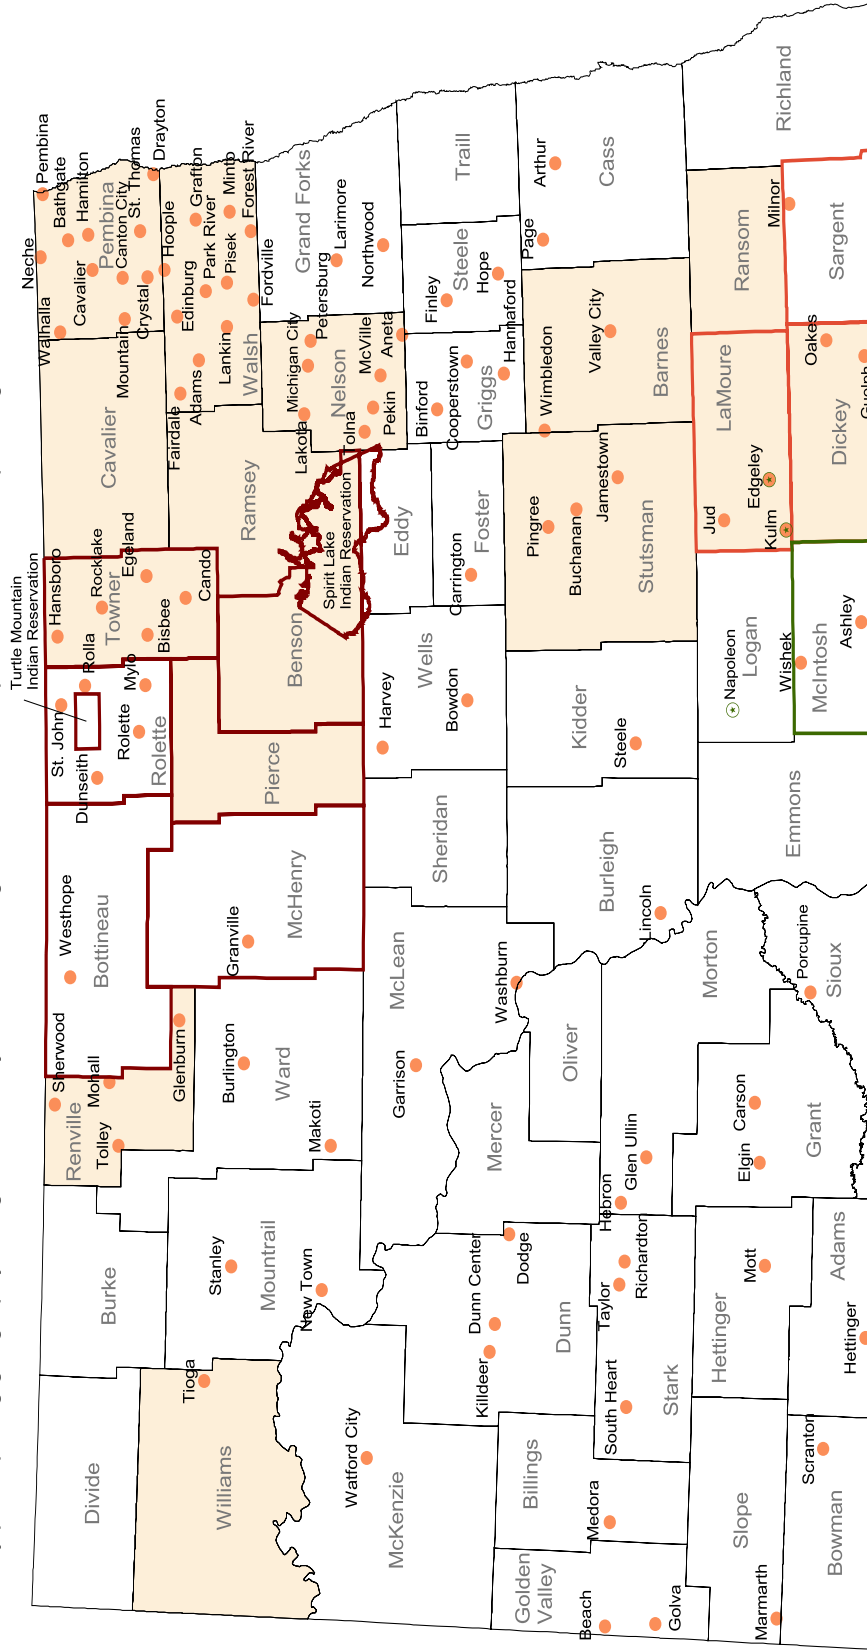 Turtle Mountain
Indian Reservation
Divide
Burke
Renville
Sherwood
Mohall
Tolley
Glenburn
Bottineau
Westhope
St. John
Dunseith
Rolette
Rolette
Rolla
Mylo
Hansboro
Rocklake
Towner
Egeland
Bisbee
Cando
Cavalier
Walhalla
Neche
Pembina
Bathgate
Hamilton
Pembina
Cavalier
Canton City
St. Thomas
Drayton
Mountain
Crystal
Hoople
Fairdale
Adams
Edinburg
Park River
Grafton
Minto
Pisek
Lankin
Forest River
Walsh
Fordville
Williams
Tioga
Mountrail
Stanley
New Town
Ward
Burlington
Makoti
McHenry
Granville
Pierce
Benson
Ramsey
Spirit Lake
Indian Reservation
Nelson
Michigan City
Petersburg
Lakota
McVille
Aneta
Tolna
Pekin
Grand Forks
Larimore
Northwood
McKenzie
Watford City
McLean
Garrison
Washburn
Sheridan
Wells
Harvey
Bowdon
Eddy
Foster
Carrington
Griggs
Binford
Cooperstown
Hannaford
Steele
Finley
Hope
Traill
Dunn
Killdeer
Dunn Center
Dodge
Mercer
Oliver
Golden
Valley
Beach
Golva
Billings
Medora
Stark
South Heart
Taylor
Richardton
Hebron
Glen Ullin
Morton
Burleigh
Lincoln
Kidder
Steele
Stutsman
Pingree
Buchanan
Jamestown
Barnes
Wimbledon
Valley City
Cass
Page
Arthur
Slope
Marmarth
Hettinger
Mott
Grant
Elgin
Carson
Sioux
Porcupine
Emmons
Logan
Napoleon
LaMoure
Jud
Edgeley
Kulm
Ransom
Richland
Bowman
Scranton
Adams
Hettinger
McIntosh
Wishek
Ashley
Dickey
Oakes
Guelph
Sargent
Milnor